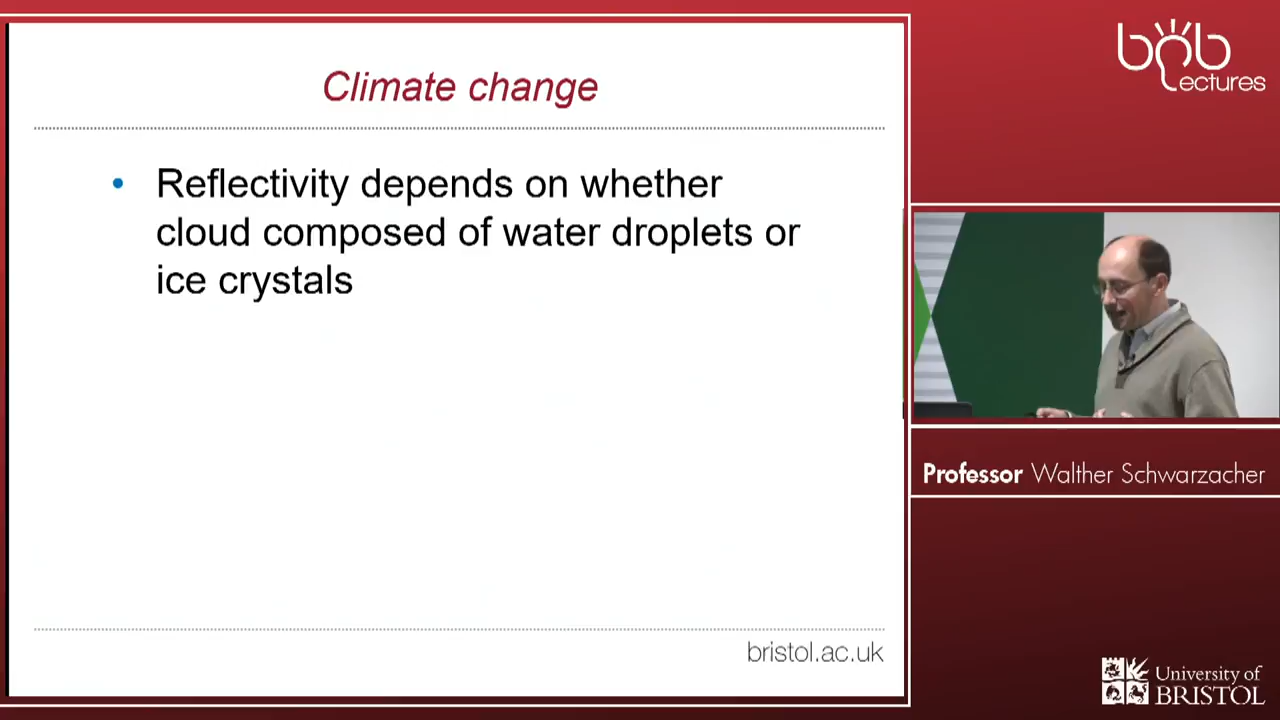 Climate change
• Reflectivity depends on whether
cloud composed of water droplets or
ice crystals
bristol.ac.uk
bnb
Lectures
Professor Walther Schwarzacher
University of
BRISTOL